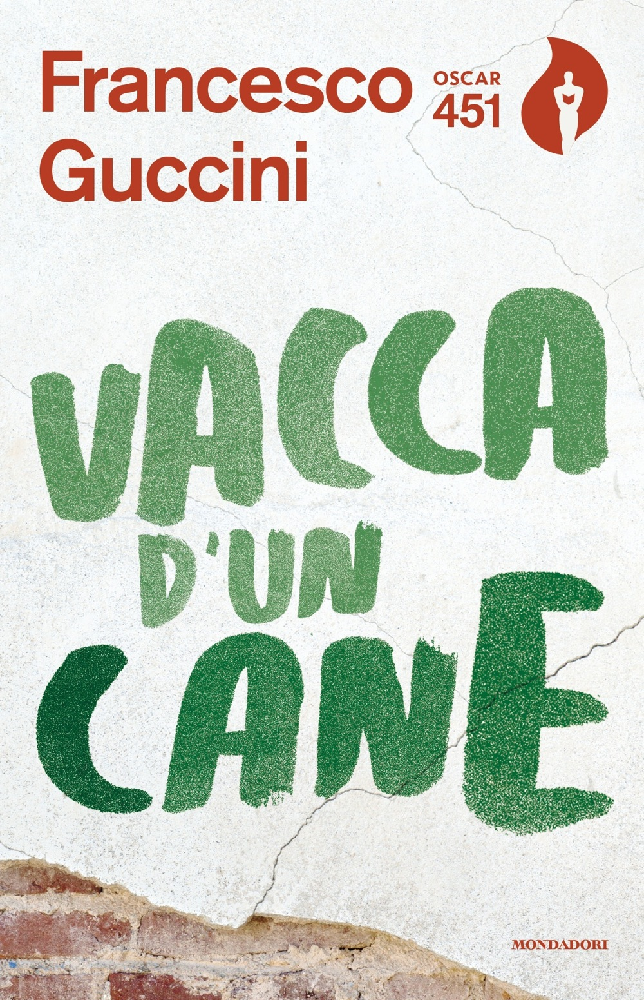 Francesco
Guccini
OSCAR
451
VACCA
D'UN
CANE
MONDADORI